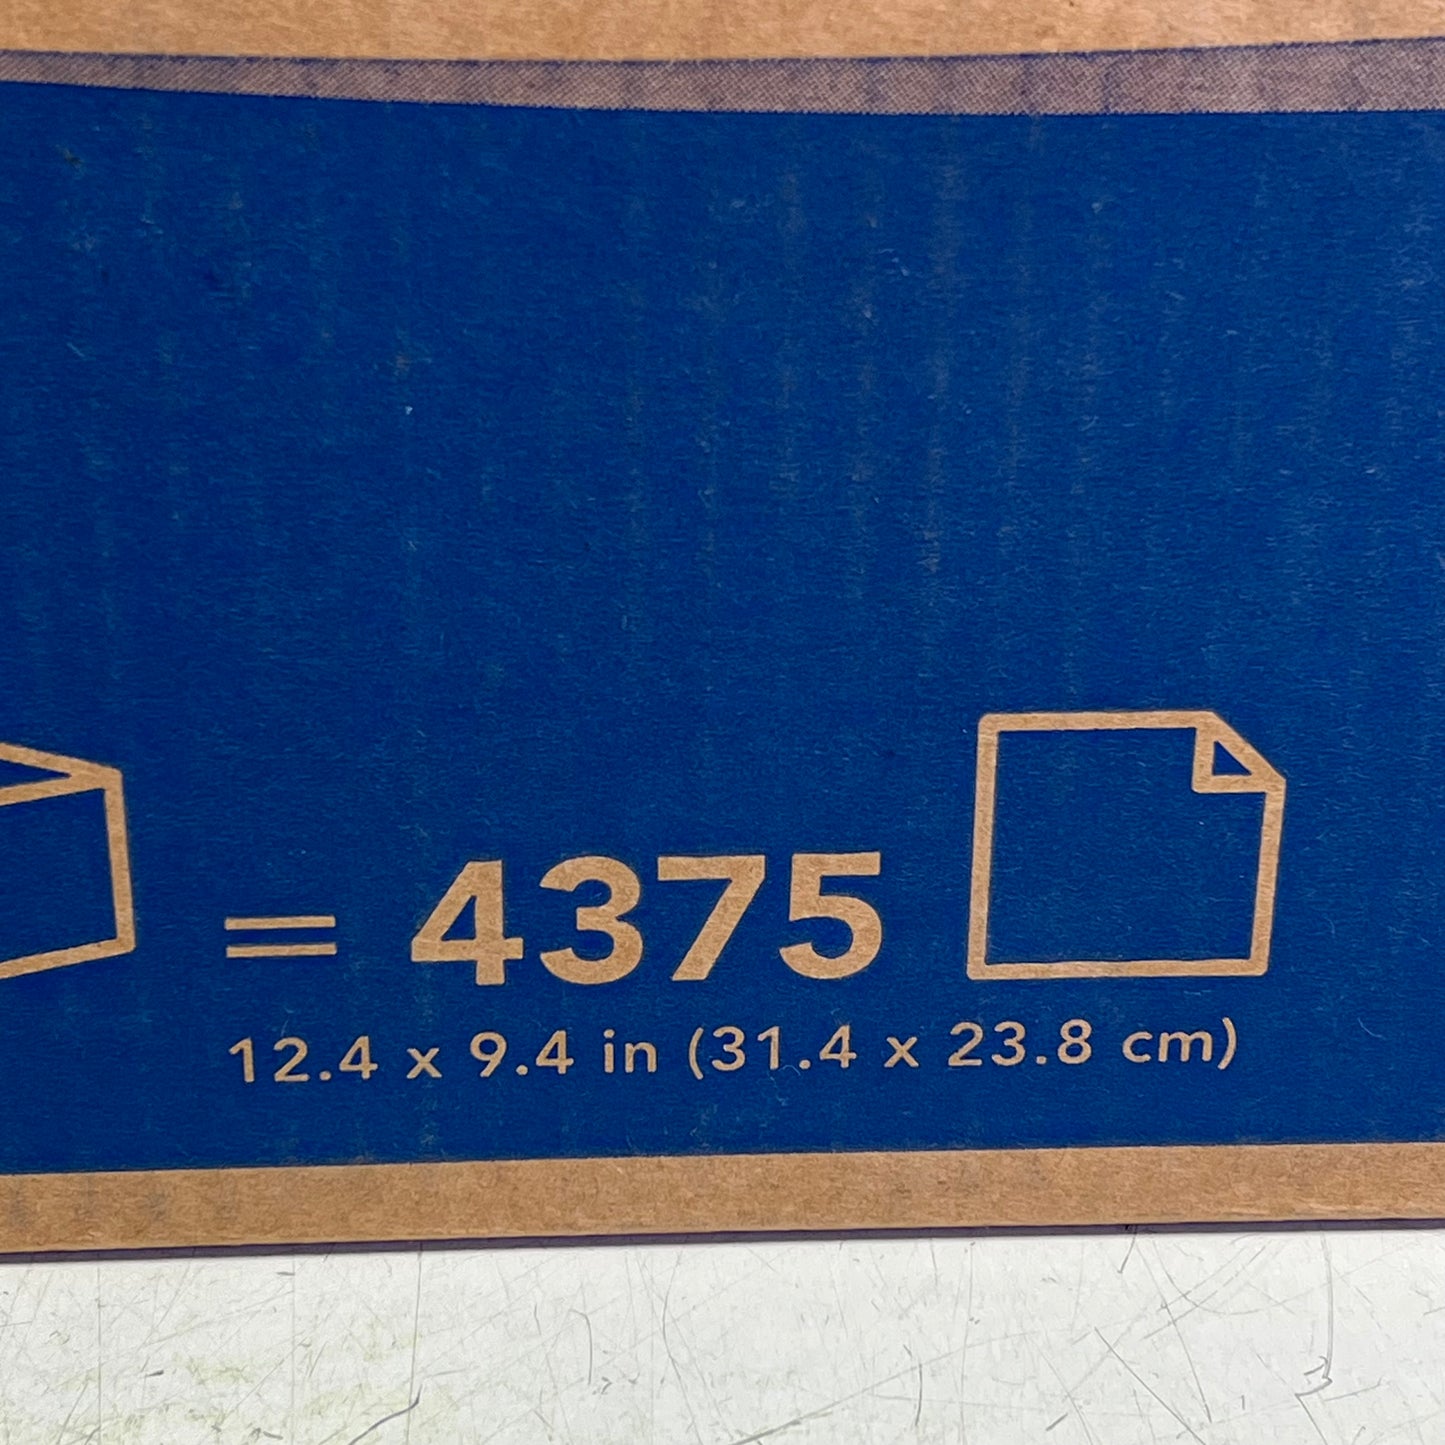 = 4375
12.4 x 9.4 in (31.4 x 23.8 cm)